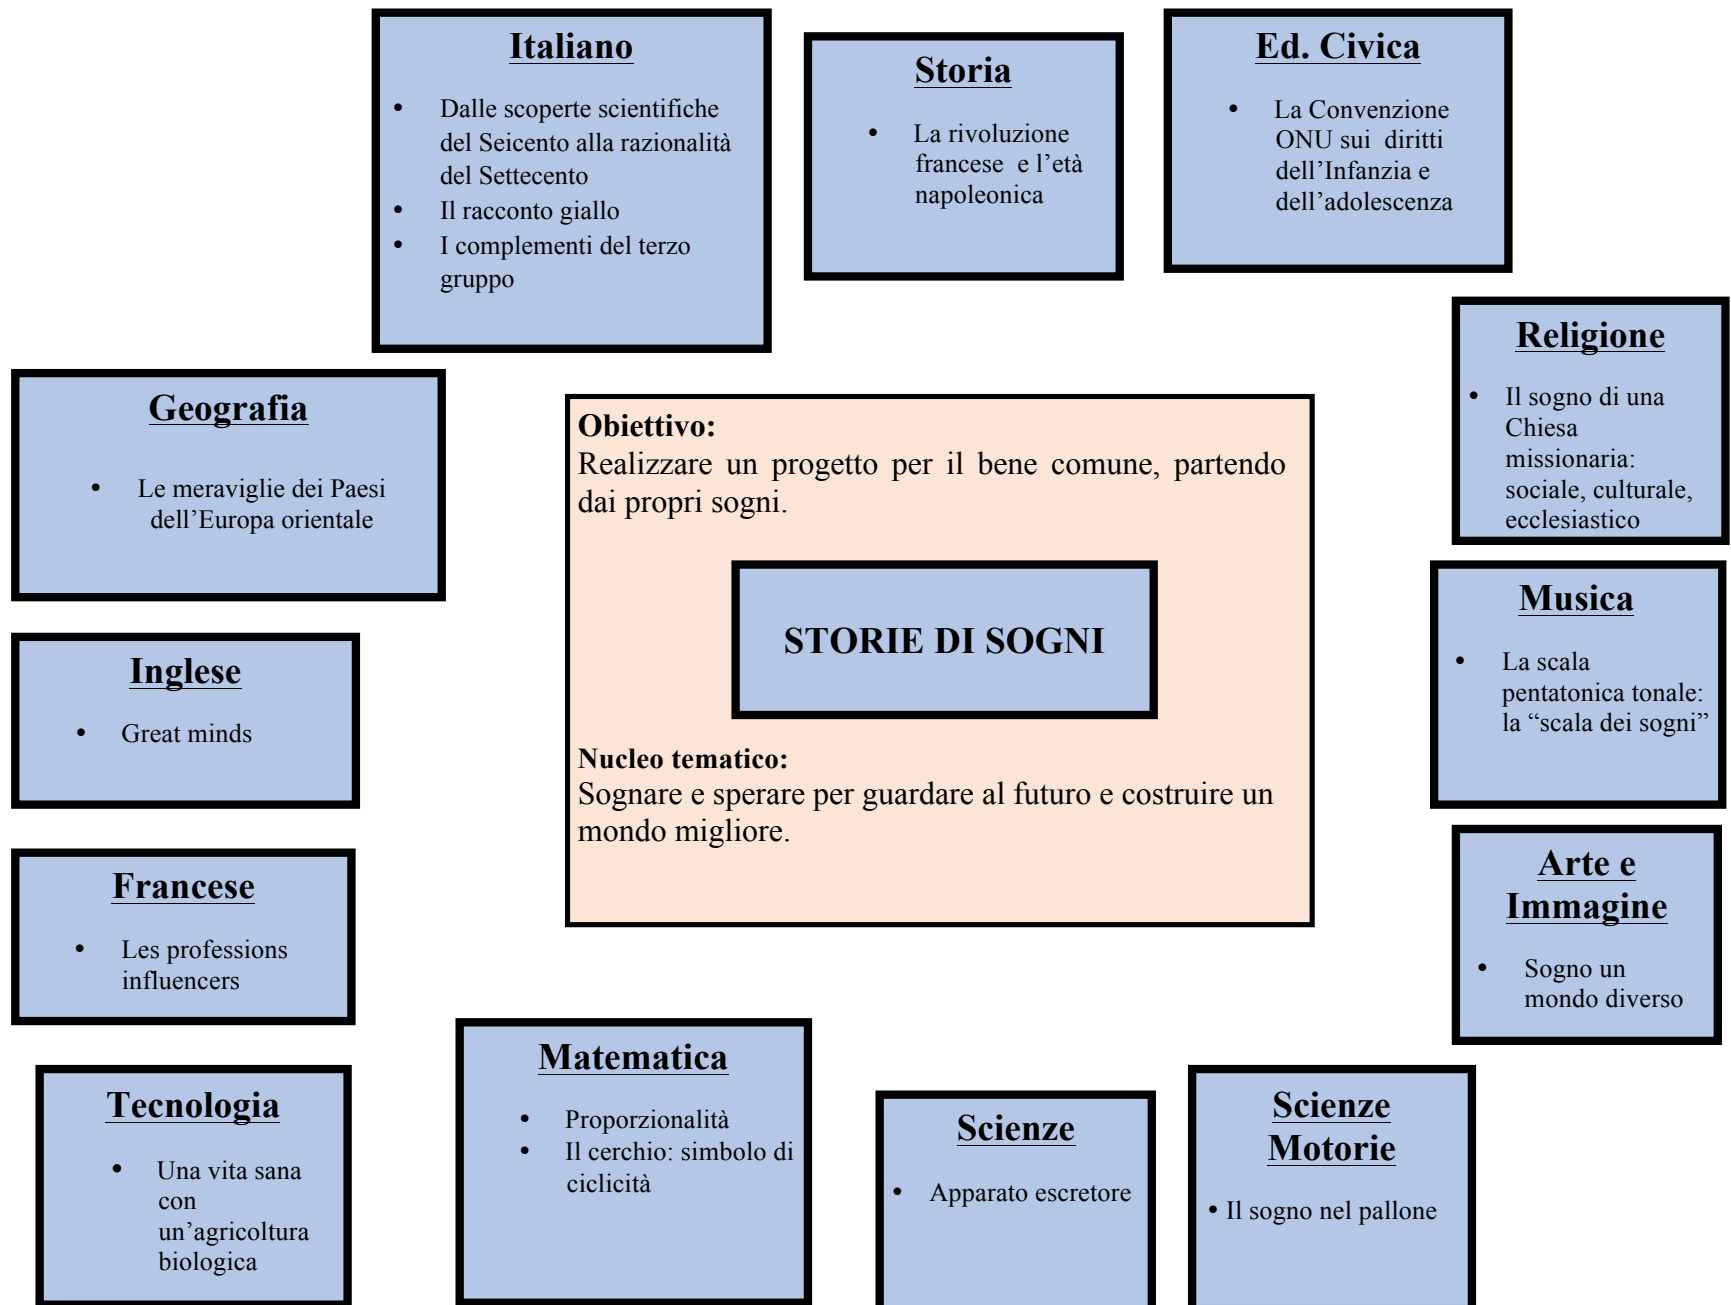 Italiano
• Dalle scoperte scientifiche
del Seicento alla razionalità
del Settecento
• Il racconto giallo
• I complementi del terzo
gruppo
Storia
• La rivoluzione
francese e l’età
napoleonica
Ed. Civica
• La Convenzione
ONU sui diritti
dell’Infanzia e
dell’adolescenza
Religione
• Il sogno di una
Chiesa
missionaria:
sociale, culturale,
ecclesiastico
Geografia
• Le meraviglie dei Paesi
dell’Europa orientale
Obiettivo:
Realizzare un progetto per il bene comune, partendo
dai propri sogni.
STORIE DI SOGNI
Nucleo tematico:
Sognare e sperare per guardare al futuro e costruire un
mondo migliore.
Musica
• La scala
pentatonica tonale:
la “scala dei sogni”
Inglese
• Great minds
Arte e
Immagine
• Sogno un
mondo diverso
Francese
• Les professions
influencers
Tecnologia
• Una vita sana
con
un’agricoltura
biologica
Matematica
• Proporzionalità
• Il cerchio: simbolo di
ciclicità
Scienze
• Apparato escretore
Scienze
Motorie
• Il sogno nel pallone